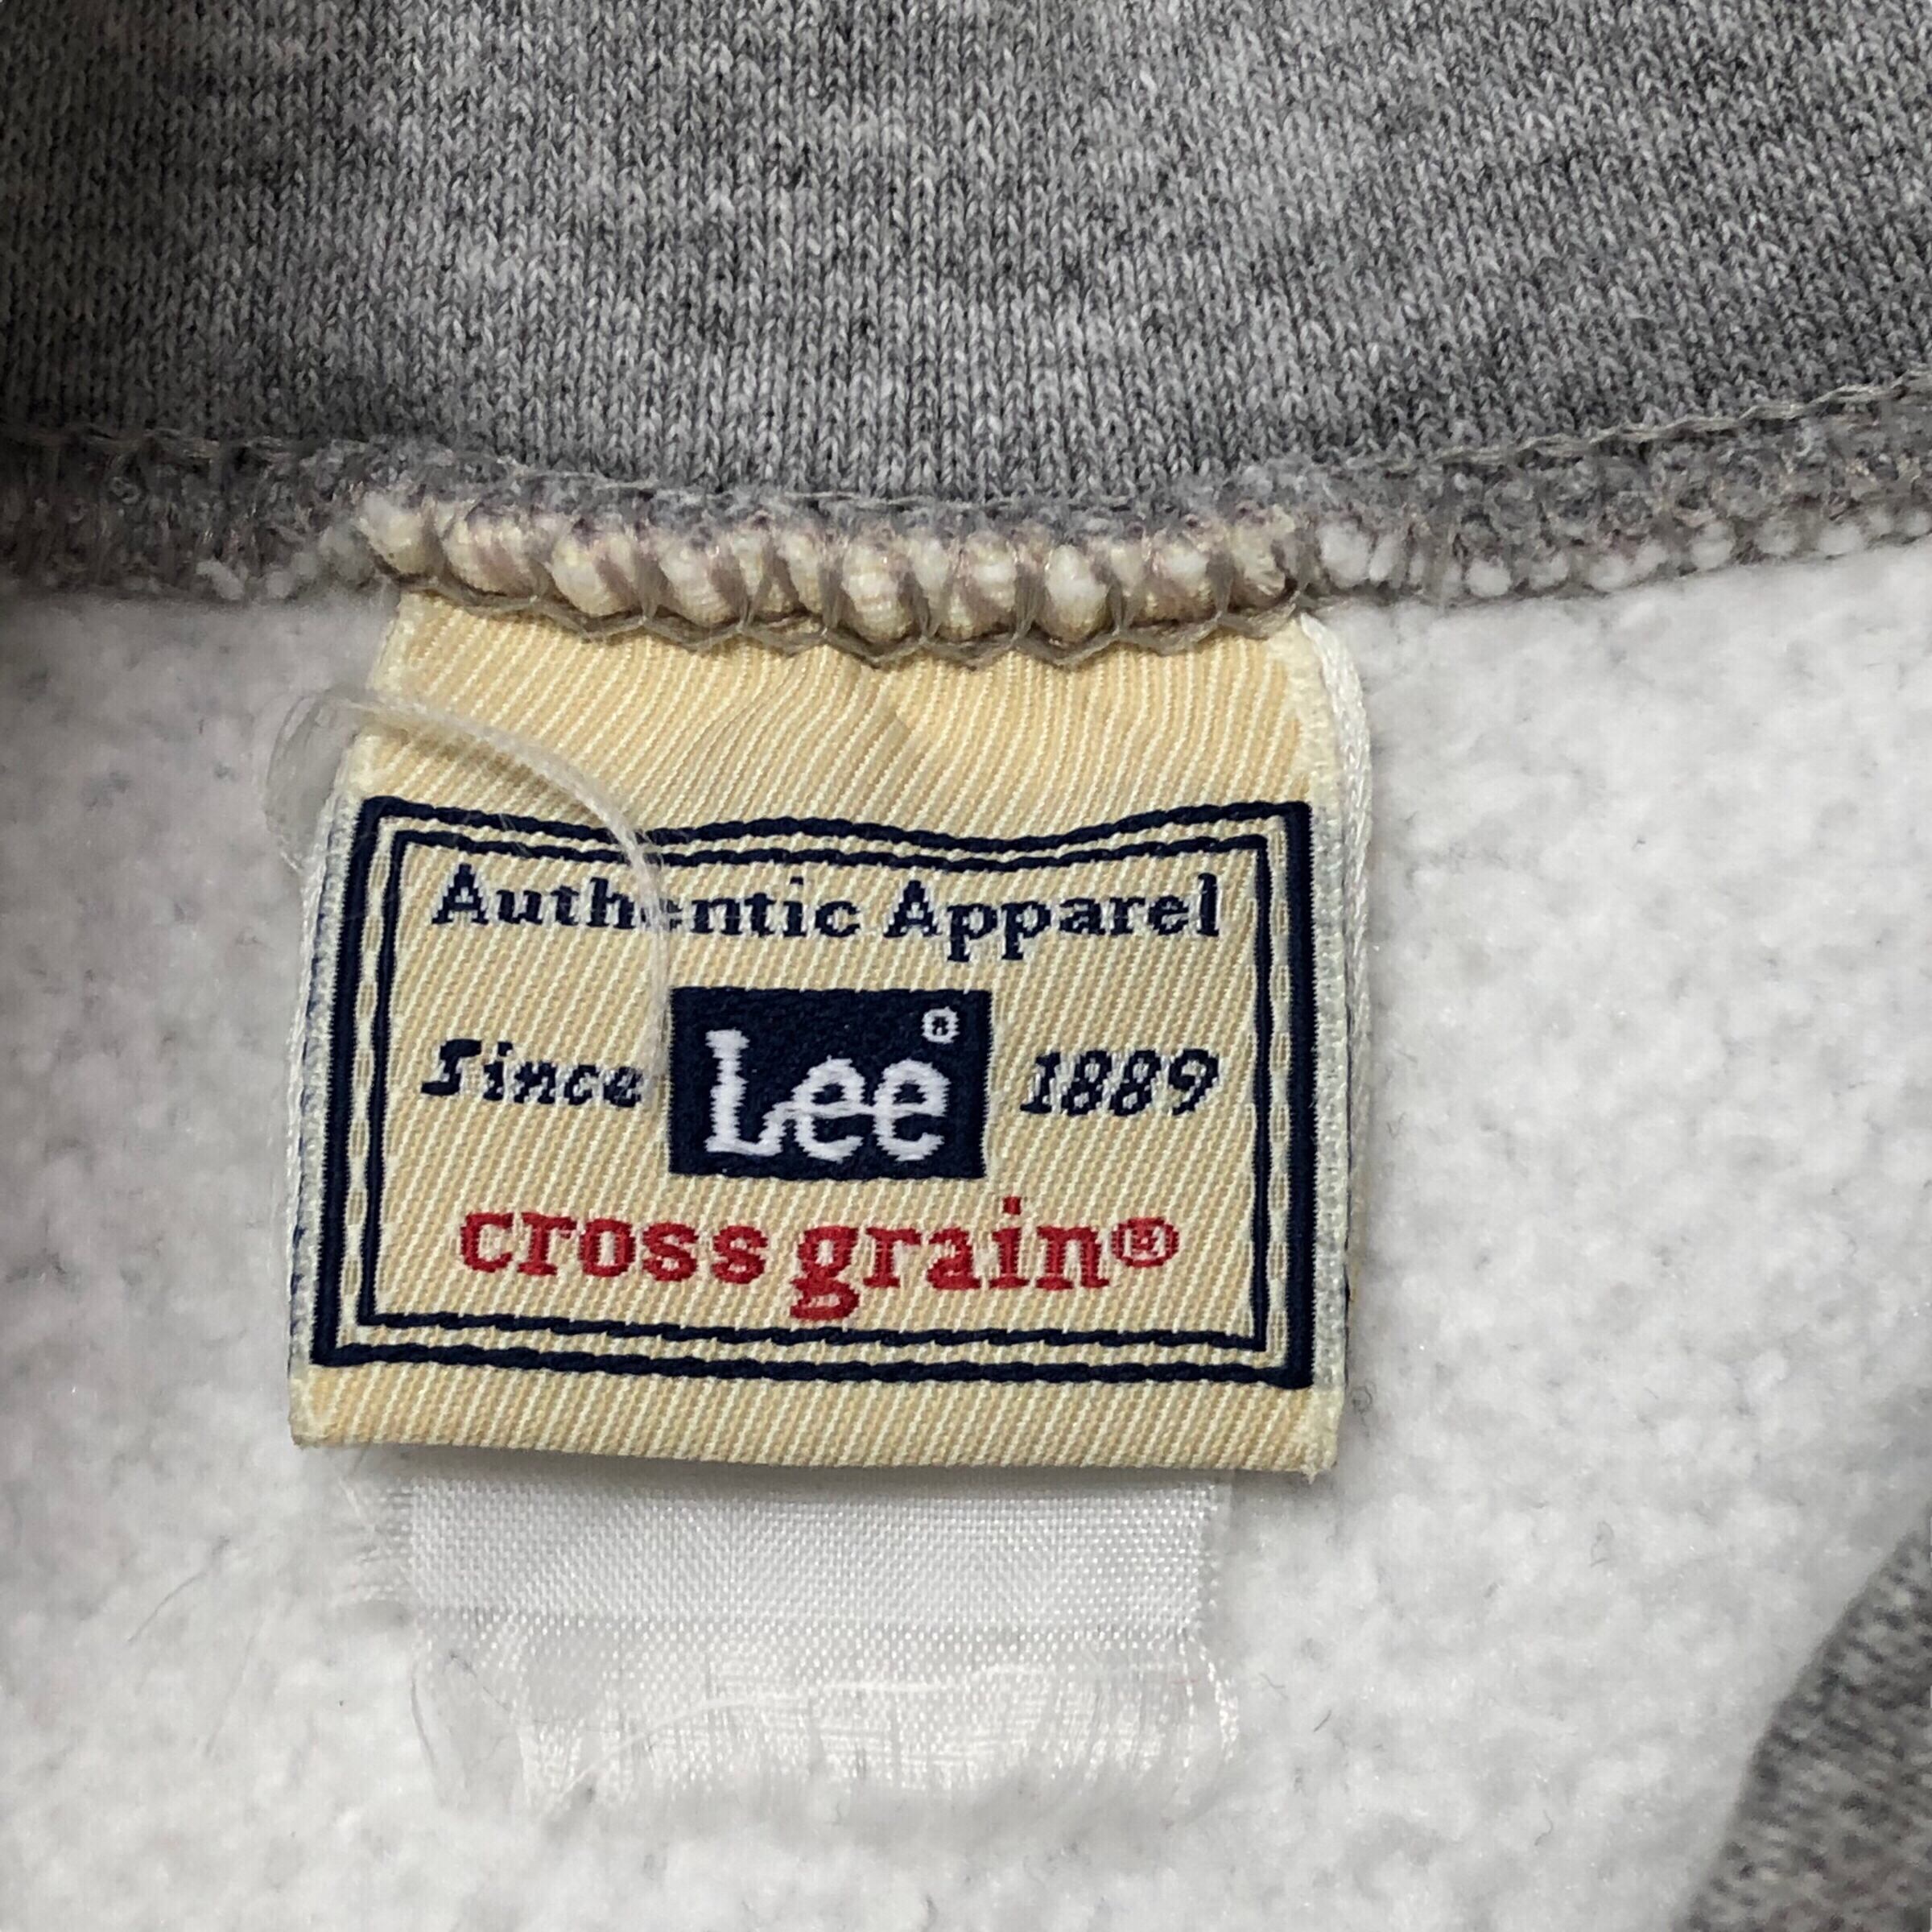 Authentic Apparel
Since Lee® 1889
cross grain®